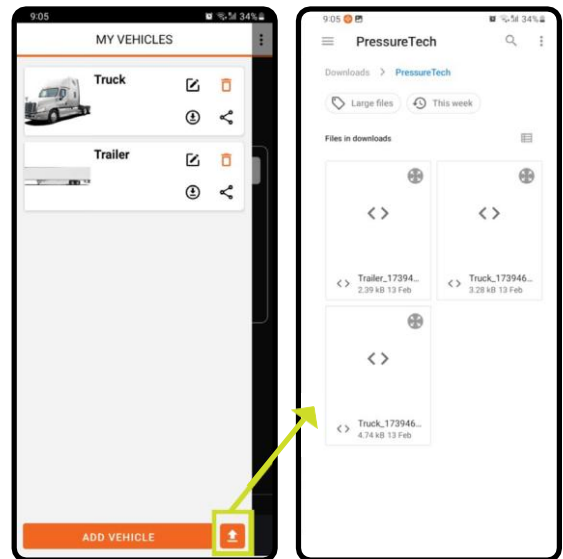 9:05
34%
MY VEHICLES
Truck
Trailer
ADD VEHICLE
9:05
34%
PressureTech
Downloads > PressureTech
Large files
This week
Files in downloads
Trailer_17394...
2.39 kB 13 Feb
Truck_173946...
3.28 kB 13 Feb
Truck_173946...
4.74 kB 13 Feb